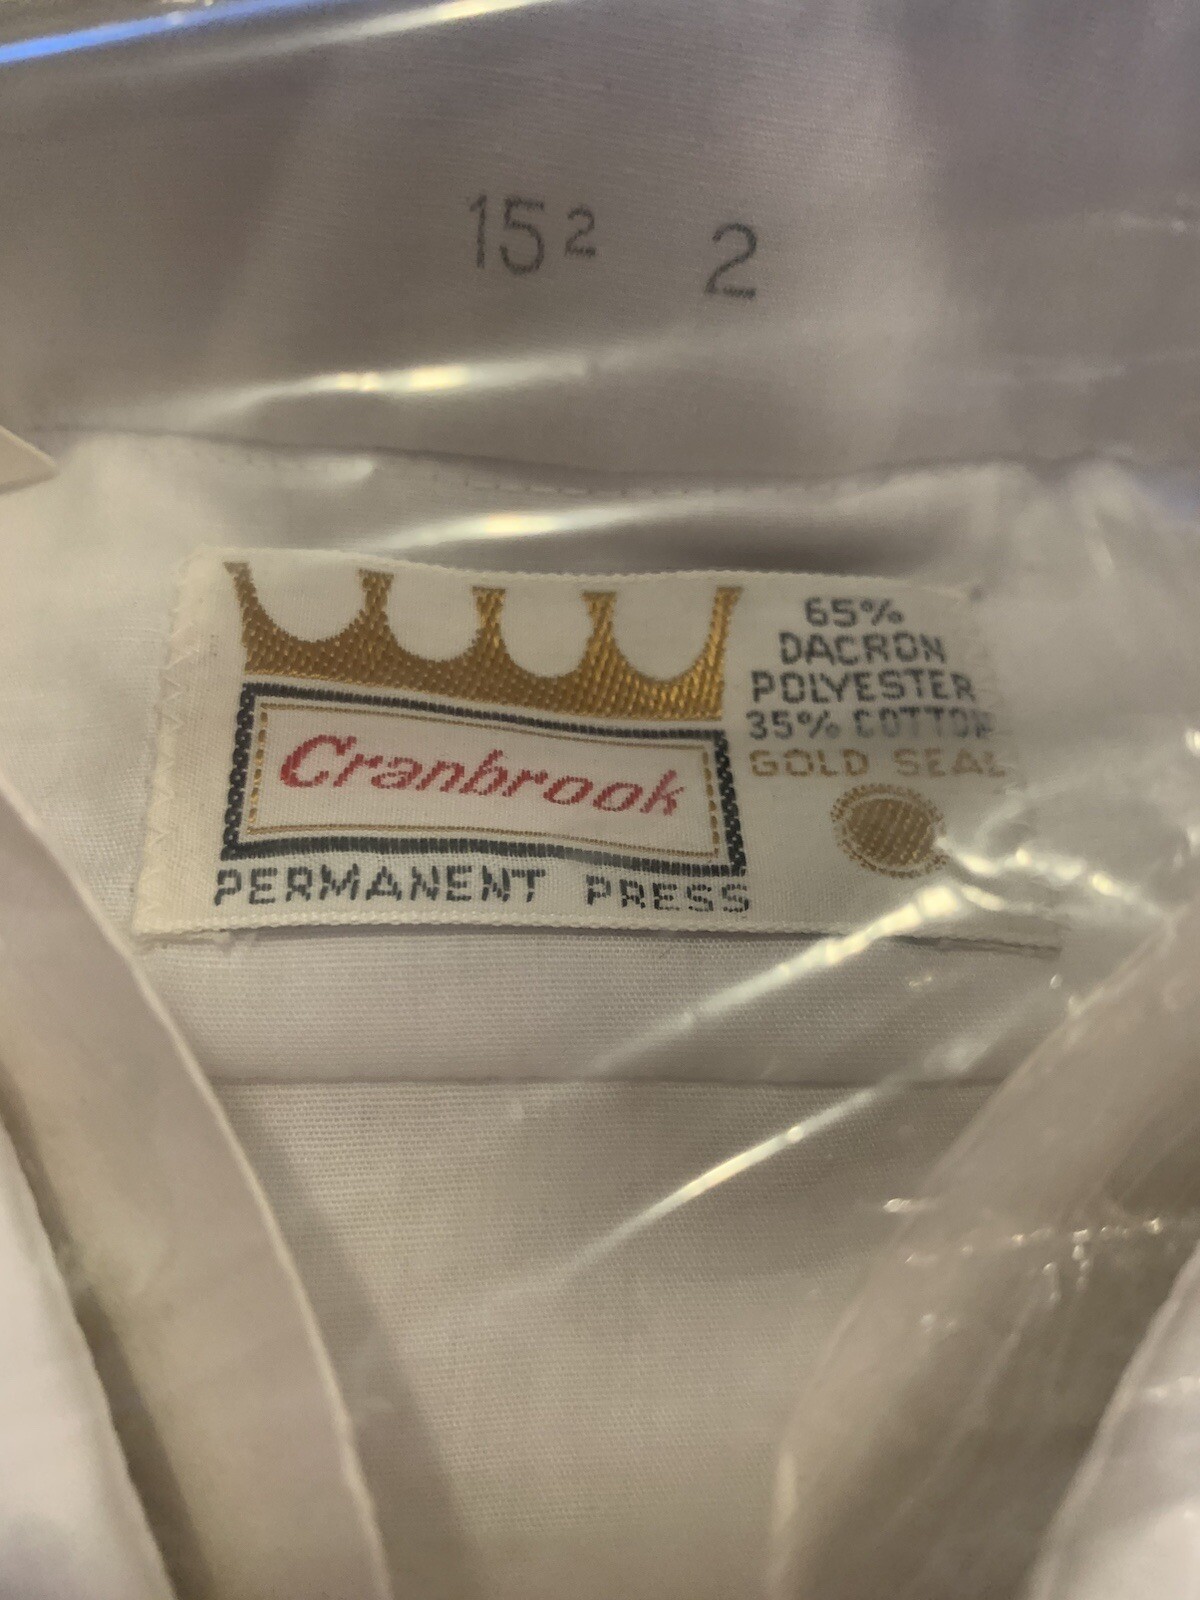 15² 2
Cranbrook
PERMANENT PRESS
65%
DACRON
POLYESTER
35% COTTON
GOLD SEAL